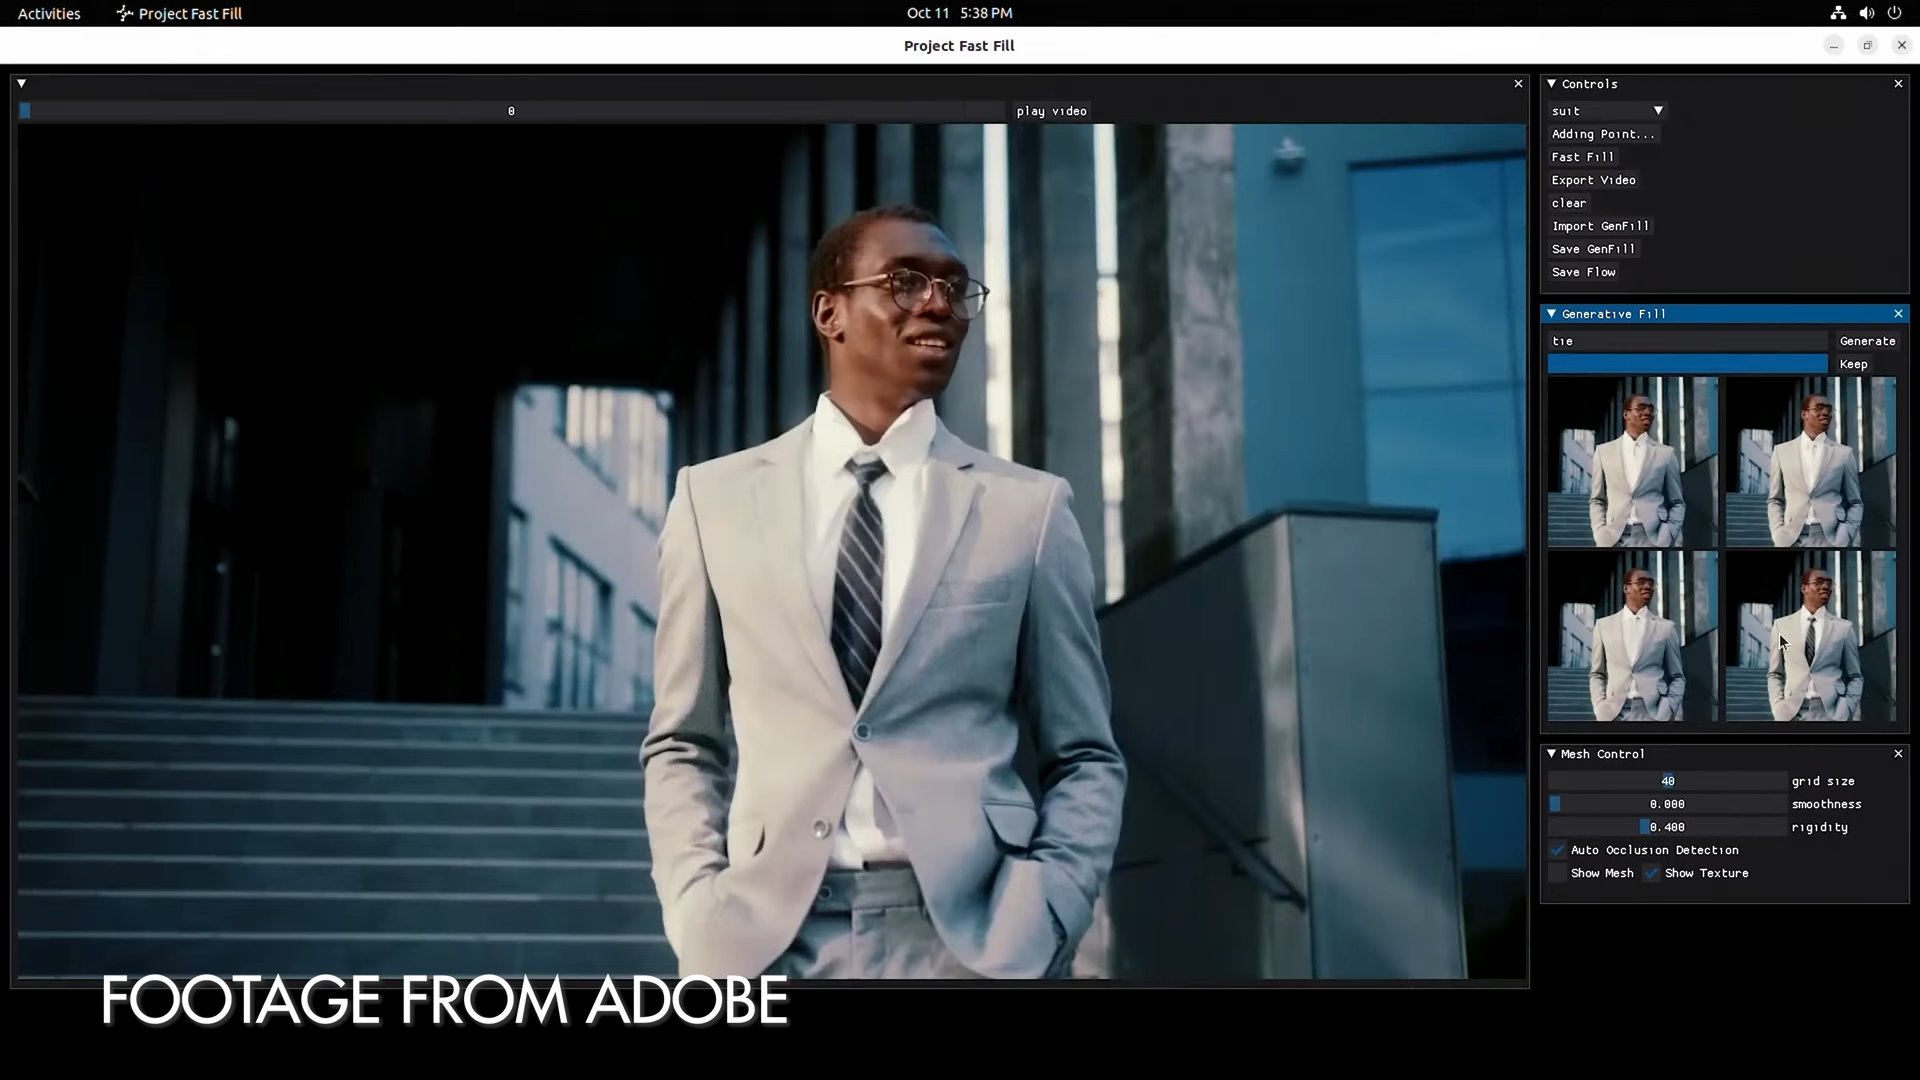 Activities Project Fast Fill Oct 11 5:38 PM
Project Fast Fill
0 play video
Controls
suit
Adding Point...
Fast Fill
Export Video
clear
Import GenFill
Save GenFill
Save Flow
Generative Fill
tie Generate
Keep
Mesh Control
40 grid size
0.000 smoothness
0.400 rigidity
Auto Occlusion Detection
Show Mesh Show Texture
FOOTAGE FROM ADOBE